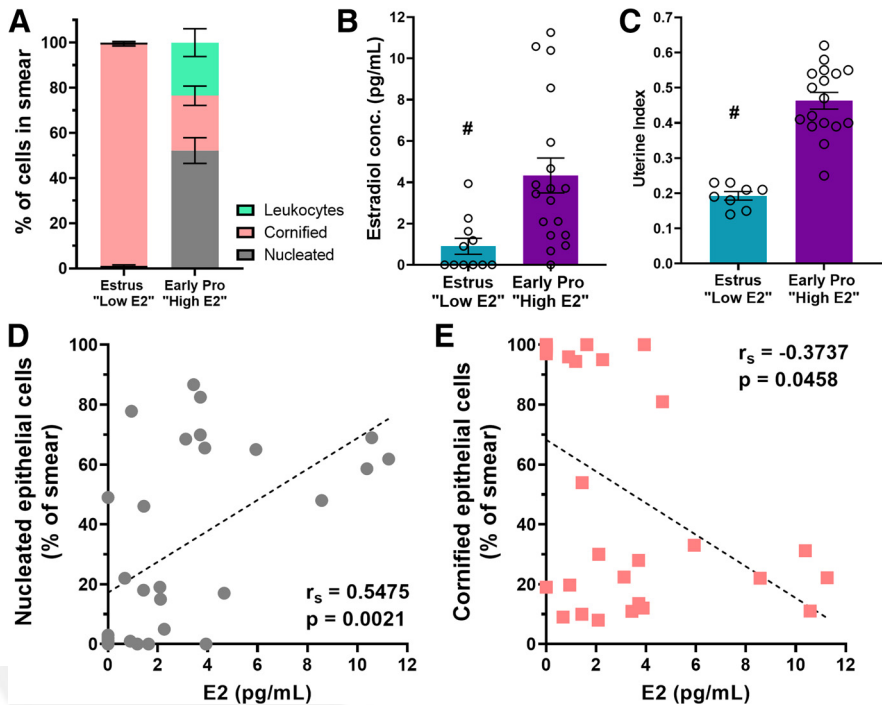 A
% of cells in smear
100
80
60
40
20
0
Estrus
"Low E2"
Early Pro
"High E2"
Leukocytes
Cornified
Nucleated
B
Estradiol conc. (pg/mL)
12
10
8
6
4
2
0
#
Estrus
"Low E2"
Early Pro
"High E2"
C
Uterine Index
0.7
0.6
0.5
0.4
0.3
0.2
0.1
0.0
#
Estrus
"Low E2"
Early Pro
"High E2"
D
Nucleated epithelial cells
(% of smear)
100
80
60
40
20
0
0 2 4 6 8 10 12
E2 (pg/mL)
rs = 0.5475
p = 0.0021
E
Cornified epithelial cells
(% of smear)
100
80
60
40
20
0
0 2 4 6 8 10 12
E2 (pg/mL)
rs = -0.3737
p = 0.0458